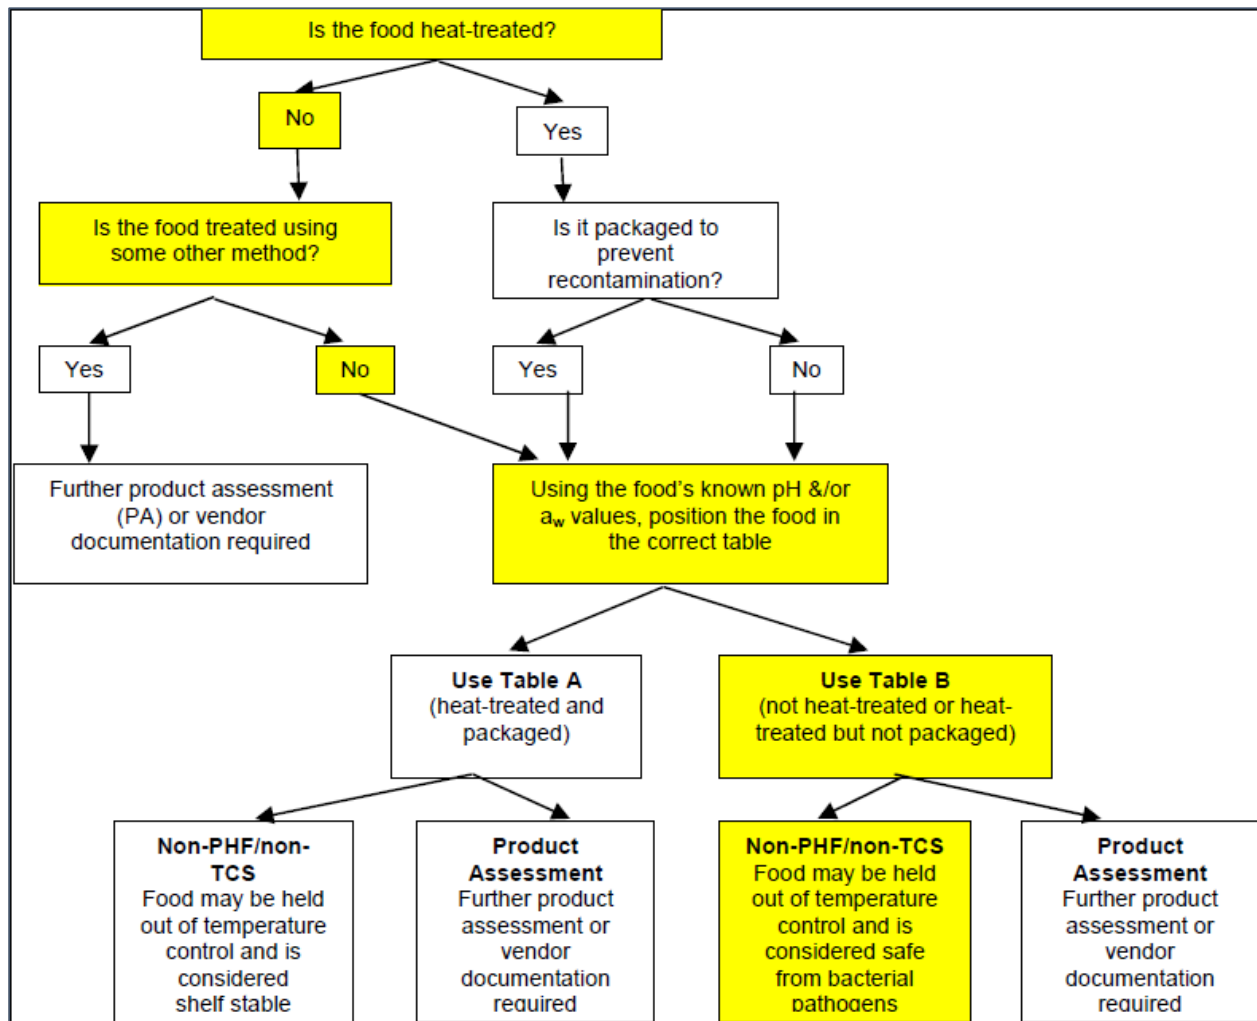 Is the food heat-treated?
No
Yes
Is the food treated using
some other method?
Is it packaged to
prevent
recontamination?
Yes
No
Yes
No
Further product assessment
(PA) or vendor
documentation required
Using the food's known pH &/or
aw values, position the food in
the correct table
Use Table A
(heat-treated and
packaged)
Use Table B
(not heat-treated or heat-
treated but not packaged)
Non-PHF/non-
TCS
Food may be held
out of temperature
control and is
considered
shelf stable
Product
Assessment
Further product
assessment or
vendor
documentation
required
Non-PHF/non-TCS
Food may be held
out of temperature
control and is
considered safe
from bacterial
pathogens
Product
Assessment
Further product
assessment or
vendor
documentation
required